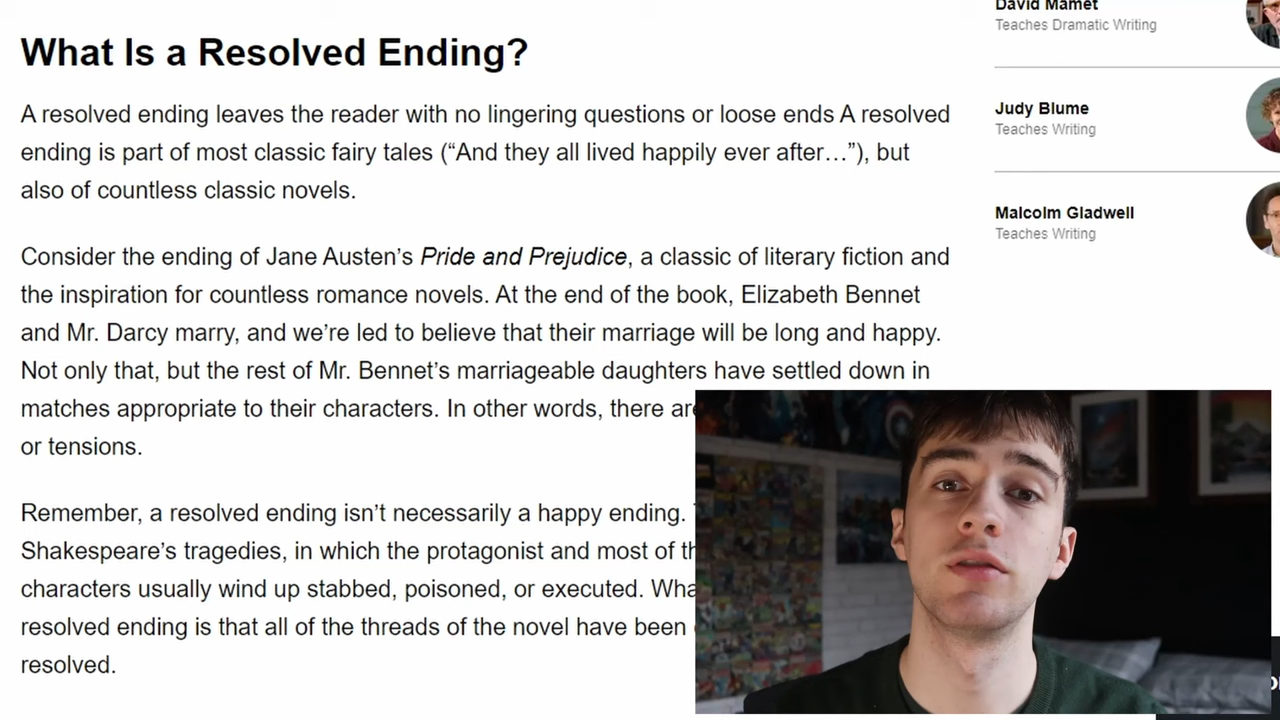 What Is a Resolved Ending?
A resolved ending leaves the reader with no lingering questions or loose ends A resolved
ending is part of most classic fairy tales (“And they all lived happily ever after…”), but
also of countless classic novels.
Consider the ending of Jane Austen’s Pride and Prejudice, a classic of literary fiction and
the inspiration for countless romance novels. At the end of the book, Elizabeth Bennet
and Mr. Darcy marry, and we’re led to believe that their marriage will be long and happy.
Not only that, but the rest of Mr. Bennet’s marriageable daughters have settled down in
matches appropriate to their characters. In other words, there are
or tensions.
Remember, a resolved ending isn’t necessarily a happy ending.
Shakespeare’s tragedies, in which the protagonist and most of
characters usually wind up stabbed, poisoned, or executed.
resolved ending is that all of the threads of the novel have been
resolved.
David Mamet
Teaches Dramatic Writing
Judy Blume
Teaches Writing
Malcolm Gladwell
Teaches Writing